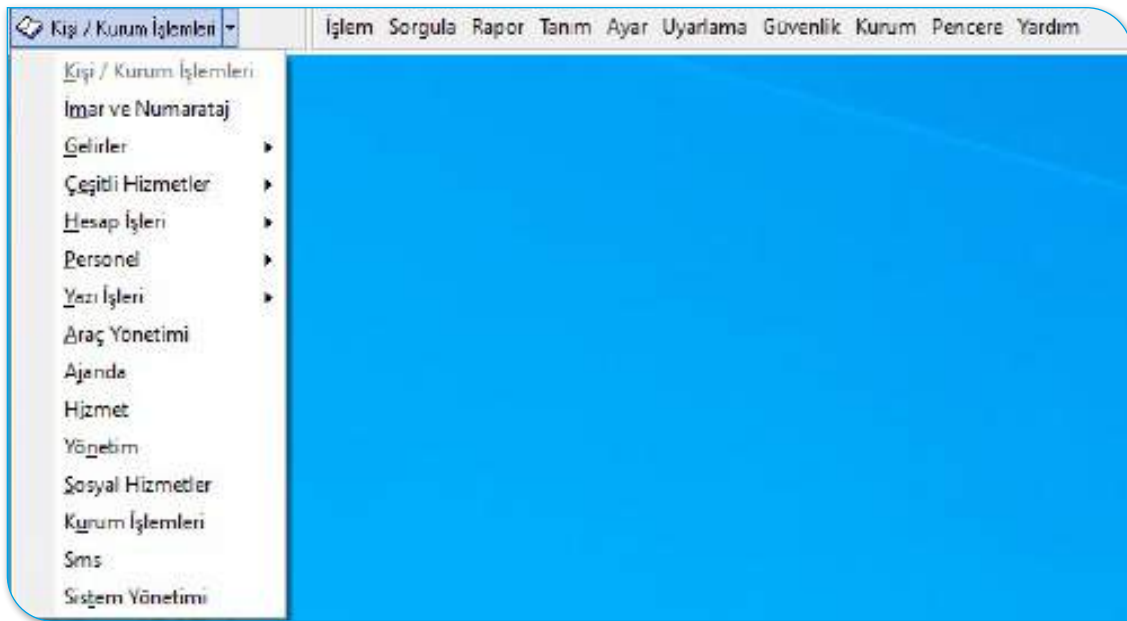 Kişi / Kurum İşlemleri İşlem Sorgula Rapor Tanım Ayar Uyarlama Güvenlik Kurum Pencere Yardım
Kişi / Kurum İşlemleri
İmar ve Numarataj
Gelirler
Çeşitli Hizmetler
Hesap İşleri
Personel
Yazı İşleri
Araç Yönetimi
Ajanda
Hizmet
Yönetim
Sosyal Hizmetler
Kurum İşlemleri
Sms
Sistem Yönetimi